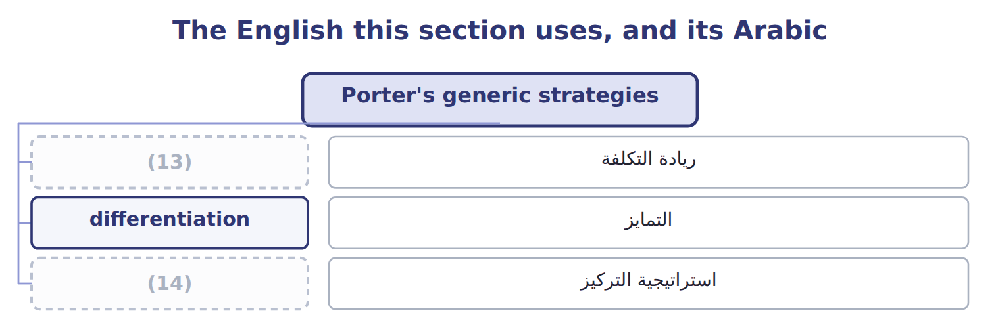 The English this section uses, and its Arabic
Porter's generic strategies
(13)
ريادة التكلفة
differentiation
التمايز
(14)
استراتيجية التركيز